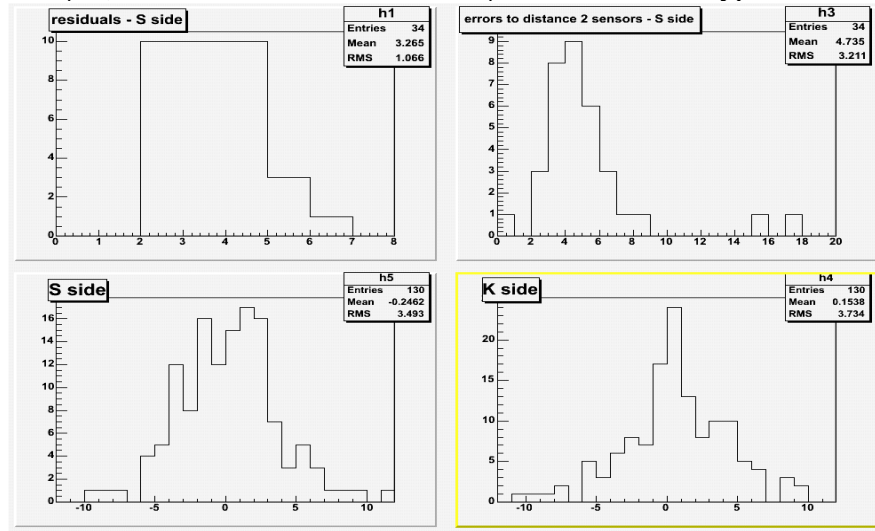 residuals - S side
h1
Entries 34
Mean 3.265
RMS 1.066
10
8
6
4
2
0
0 1 2 3 4 5 6 7 8
errors to distance 2 sensors - S side
h3
Entries 34
Mean 4.735
RMS 3.211
9
8
7
6
5
4
3
2
1
0
0 2 4 6 8 10 12 14 16 18 20
S side
h5
Entries 130
Mean -0.2462
RMS 3.493
16
14
12
10
8
6
4
2
0
-10 -5 0 5 10
K side
h4
Entries 130
Mean 0.1538
RMS 3.734
20
15
10
5
0
-10 -5 0 5 10